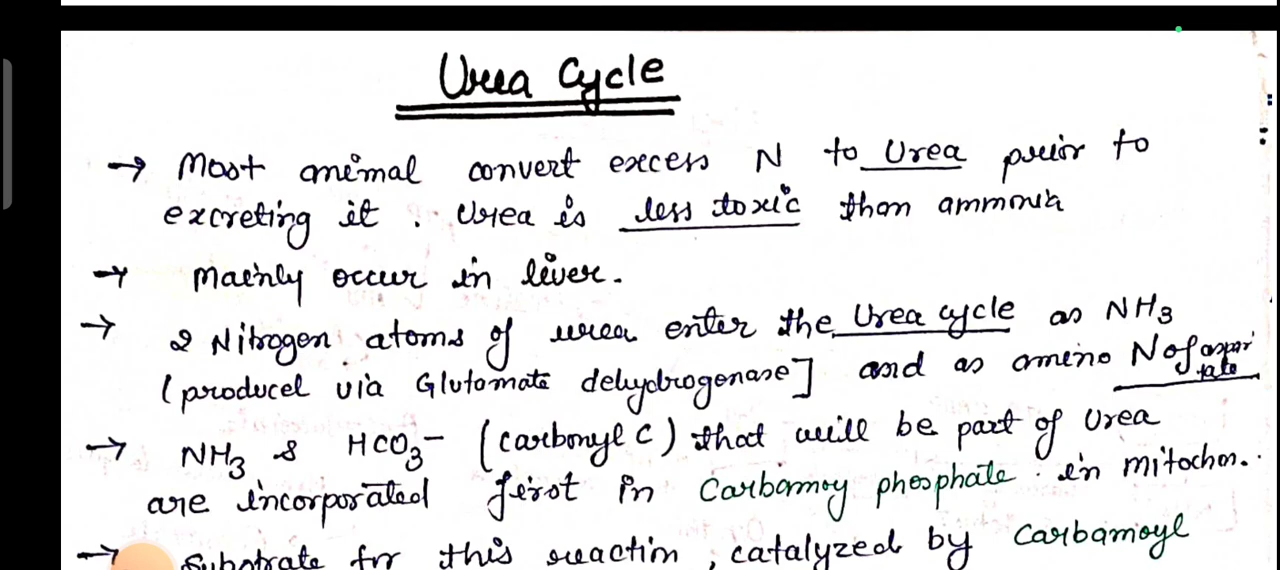 Urea Cycle
→ Most animal convert excess N to Urea prior to
excreting it. Urea is less toxic than ammonia
→ Mainly occur in liver.
→ 2 Nitrogen atoms of urea enter the Urea cycle as NH3
(producel via Glutamate dehydrogenase] and as amino N of aspartate
→ NH3 & HCO3- (carbonyl C) that will be part of Urea
are incorporated first in Carbamoy phosphate in mitochon.
→ Substrate for this reaction, catalyzed by Carbamoyl